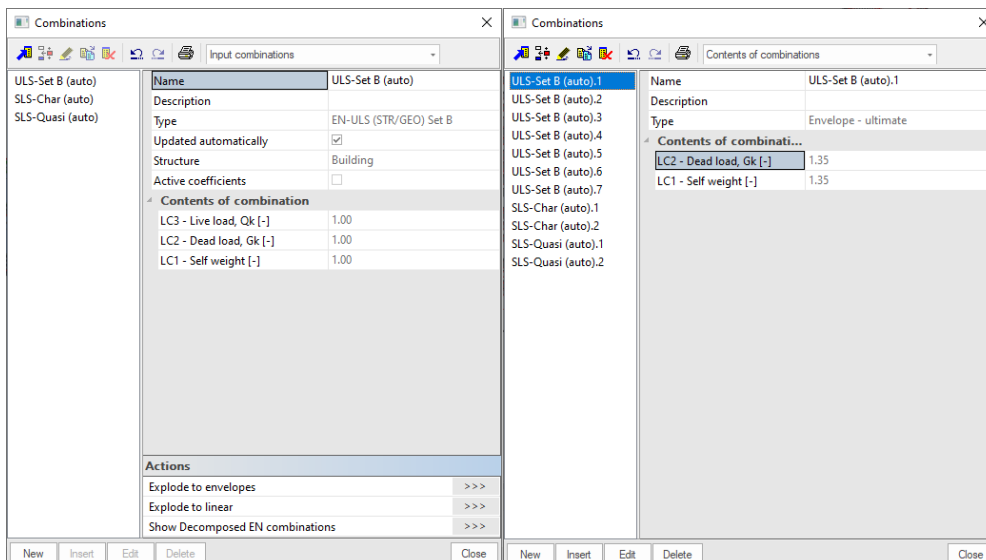 Combinations
Input combinations
ULS-Set B (auto)
SLS-Char (auto)
SLS-Quasi (auto)
Name ULS-Set B (auto)
Description
Type EN-ULS (STR/GEO) Set B
Updated automatically
Structure Building
Active coefficients
Contents of combination
LC3 - Live load, Qk [-] 1.00
LC2 - Dead load, Gk [-] 1.00
LC1 - Self weight [-] 1.00
Actions
Explode to envelopes >>>
Explode to linear >>>
Show Decomposed EN combinations >>>
New Insert Edit Delete Close
Combinations
Contents of combinations
ULS-Set B (auto).1
ULS-Set B (auto).2
ULS-Set B (auto).3
ULS-Set B (auto).4
ULS-Set B (auto).5
ULS-Set B (auto).6
ULS-Set B (auto).7
SLS-Char (auto).1
SLS-Char (auto).2
SLS-Quasi (auto).1
SLS-Quasi (auto).2
Name ULS-Set B (auto).1
Description
Type Envelope - ultimate
Contents of combinati...
LC2 - Dead load, Gk [-] 1.35
LC1 - Self weight [-] 1.35
New Insert Edit Delete Close